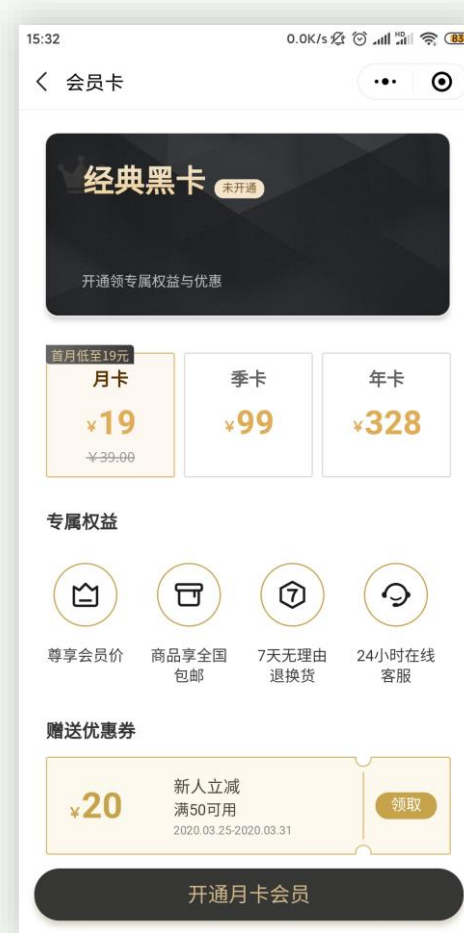 15:32 0.0K/s HD 83
会员卡
经典黑卡 未开通
开通领专属权益与优惠
首月低至19元
月卡 季卡 年卡
¥19 ¥99 ¥328
¥39.00
专属权益
7
尊享会员价 商品享全国 7天无理由 24小时在线
包邮 退换货 客服
赠送优惠券
新人立减
¥20 满50可用 领取
2020.03.25-2020.03.31
开通月卡会员